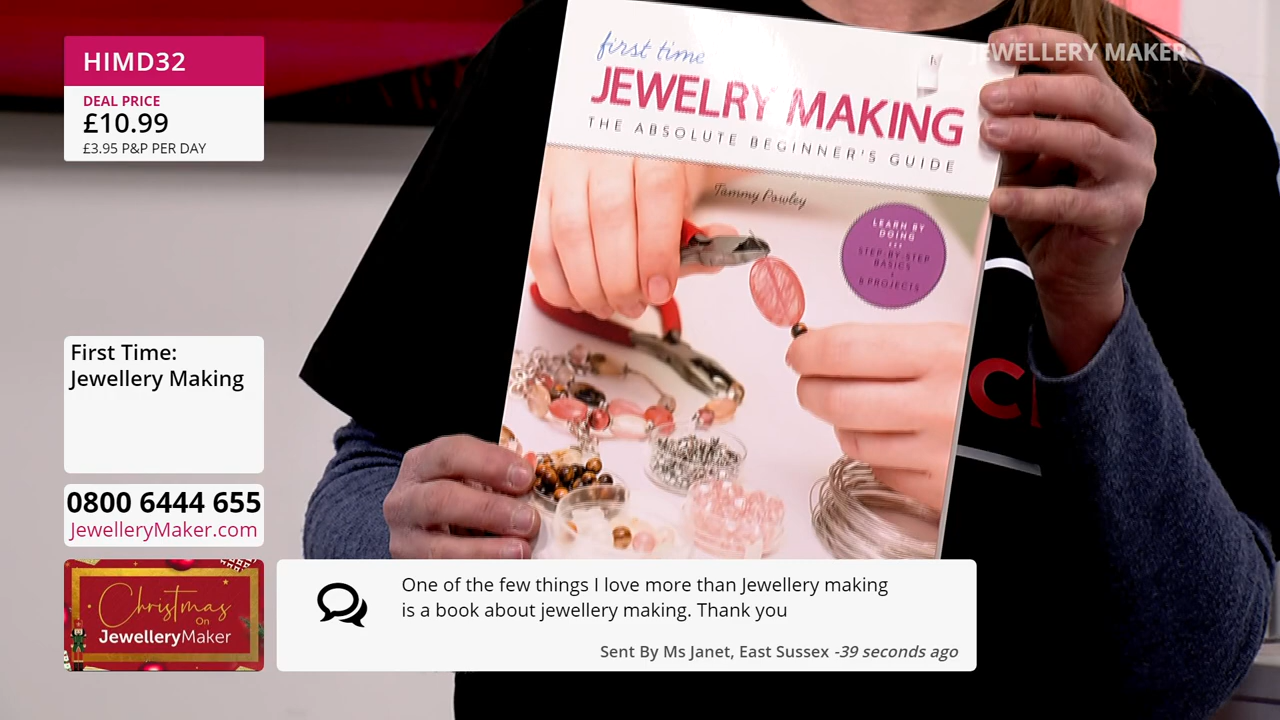 HIMD32
DEAL PRICE
£10.99
£3.95 P&P PER DAY
JEWELLERY MAKER
first time
JEWELRY MAKING
THE ABSOLUTE BEGINNER'S GUIDE
Tammy Powley
LEARN BY
DOING
STEP-BY-STEP
BASICS
+
8 PROJECTS
First Time:
Jewellery Making
0800 6444 655
JewelleryMaker.com
Christmas
On
JewelleryMaker
One of the few things I love more than Jewellery making
is a book about jewellery making. Thank you
Sent By Ms Janet, East Sussex -39 seconds ago